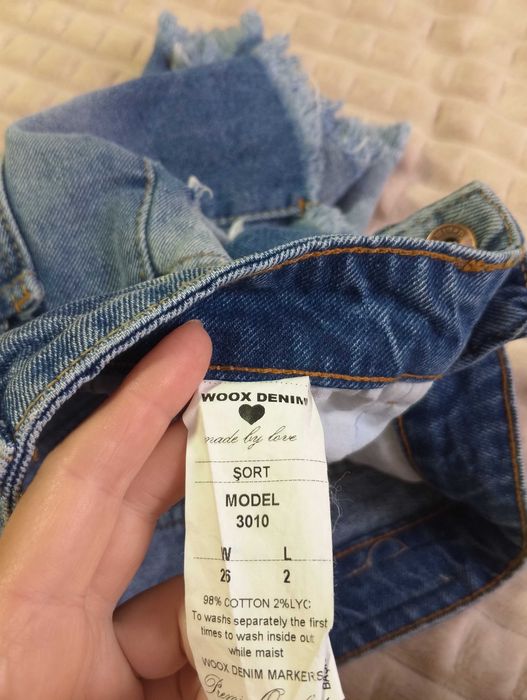 WOOX DENIM
made by love
ŞORT
MODEL
3010
W L
26 2
98% COTTON 2%LYC
To washs separately the first
times to wash inside out
while maist
WOOX DENIM MARKERS
Premium